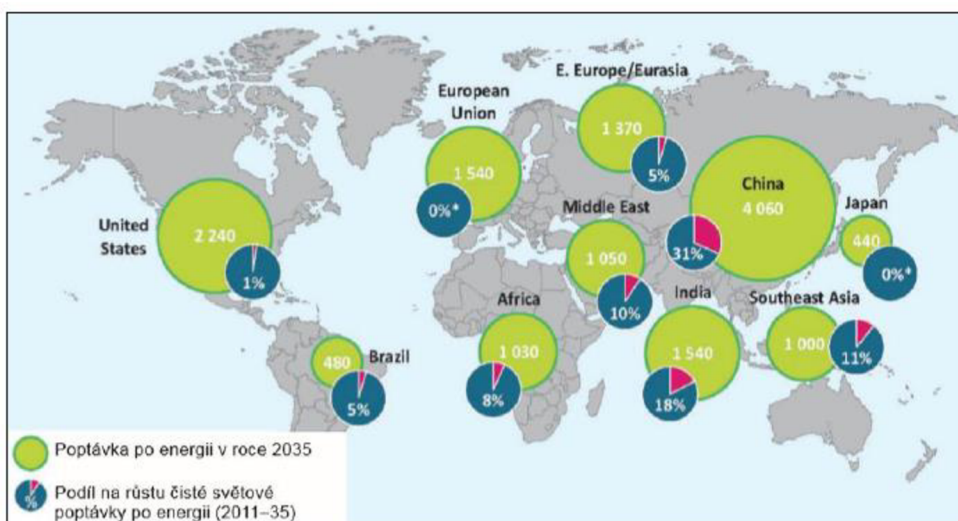 E. Europe/Eurasia
1 370
5%
European
Union
1 540
0%*
China
4 060
31%
Japan
440
0%*
United
States
2 240
1%
Middle East
1 050
10%
Africa
1 030
8%
India
1 540
18%
Southeast Asia
1 000
11%
480
Brazil
5%
Poptávka po energii v roce 2035
%
Podíl na růstu čisté světové
poptávky po energii (2011–35)